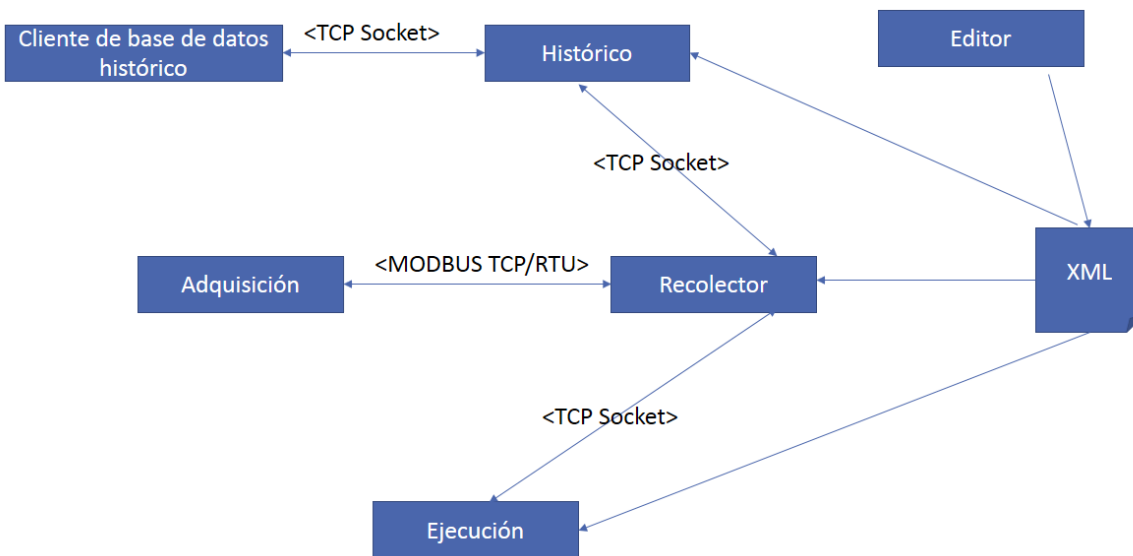 Cliente de base de datos
histórico
<TCP Socket>
Histórico
Editor
<TCP Socket>
Adquisición
<MODBUS TCP/RTU>
Recolector
XML
<TCP Socket>
Ejecución